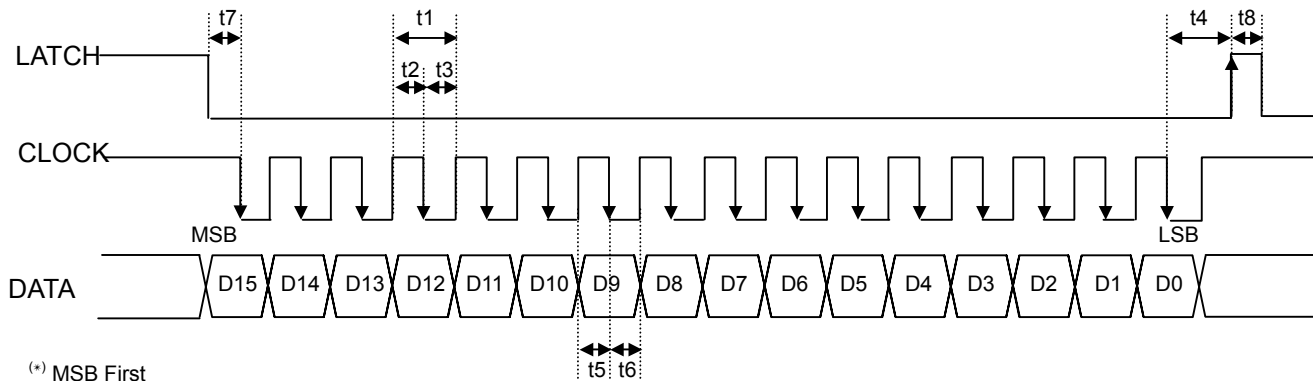 t7 t1 t4 t8
LATCH
t2 t3
CLOCK
MSB LSB
DATA D15 D14 D13 D12 D11 D10 D9 D8 D7 D6 D5 D4 D3 D2 D1 D0
t5 t6
(*) MSB First